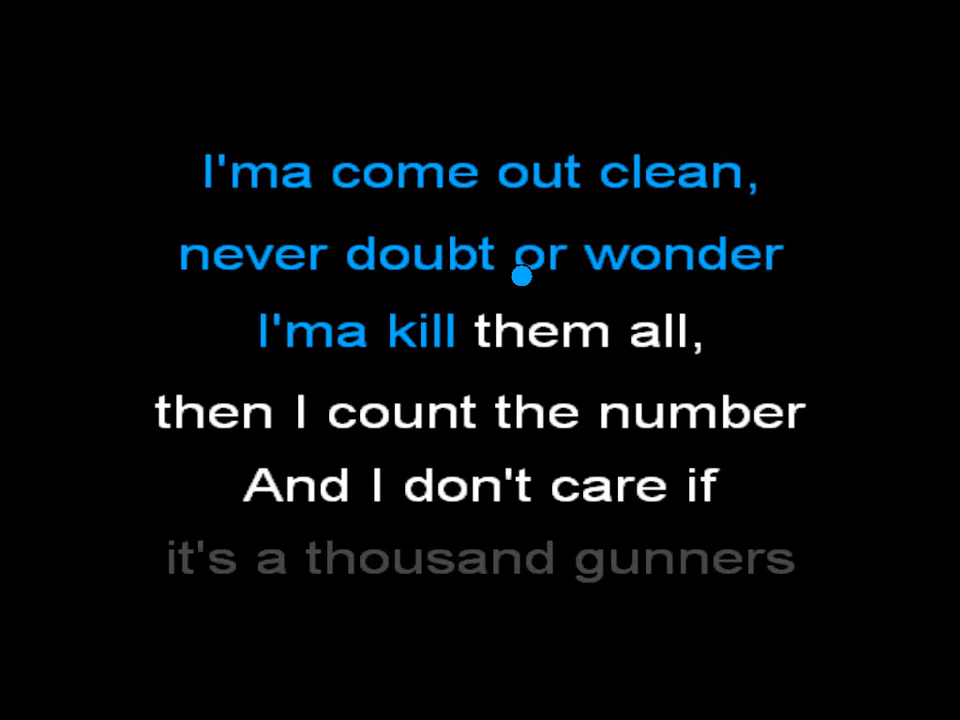 I'ma come out clean,
never doubt or wonder
I'ma kill them all,
then I count the number
And I don't care if
it's a thousand gunners